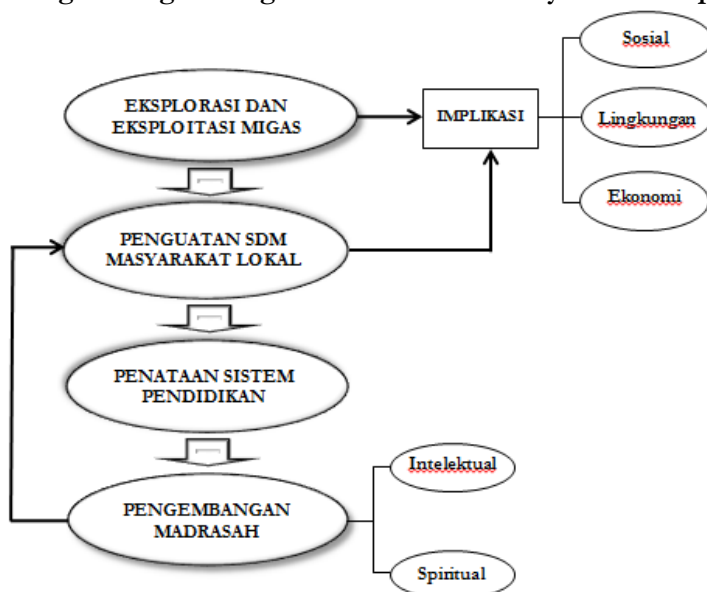 Sosial
EKSPLORASI DAN
EKSPLOITASI MIGAS
IMPLIKASI
Lingkungan
Ekonomi
PENGUATAN SDM
MASYARAKAT LOKAL
PENATAAN SISTEM
PENDIDIKAN
Intelektual
PENGEMBANGAN
MADRASAH
Spiritual